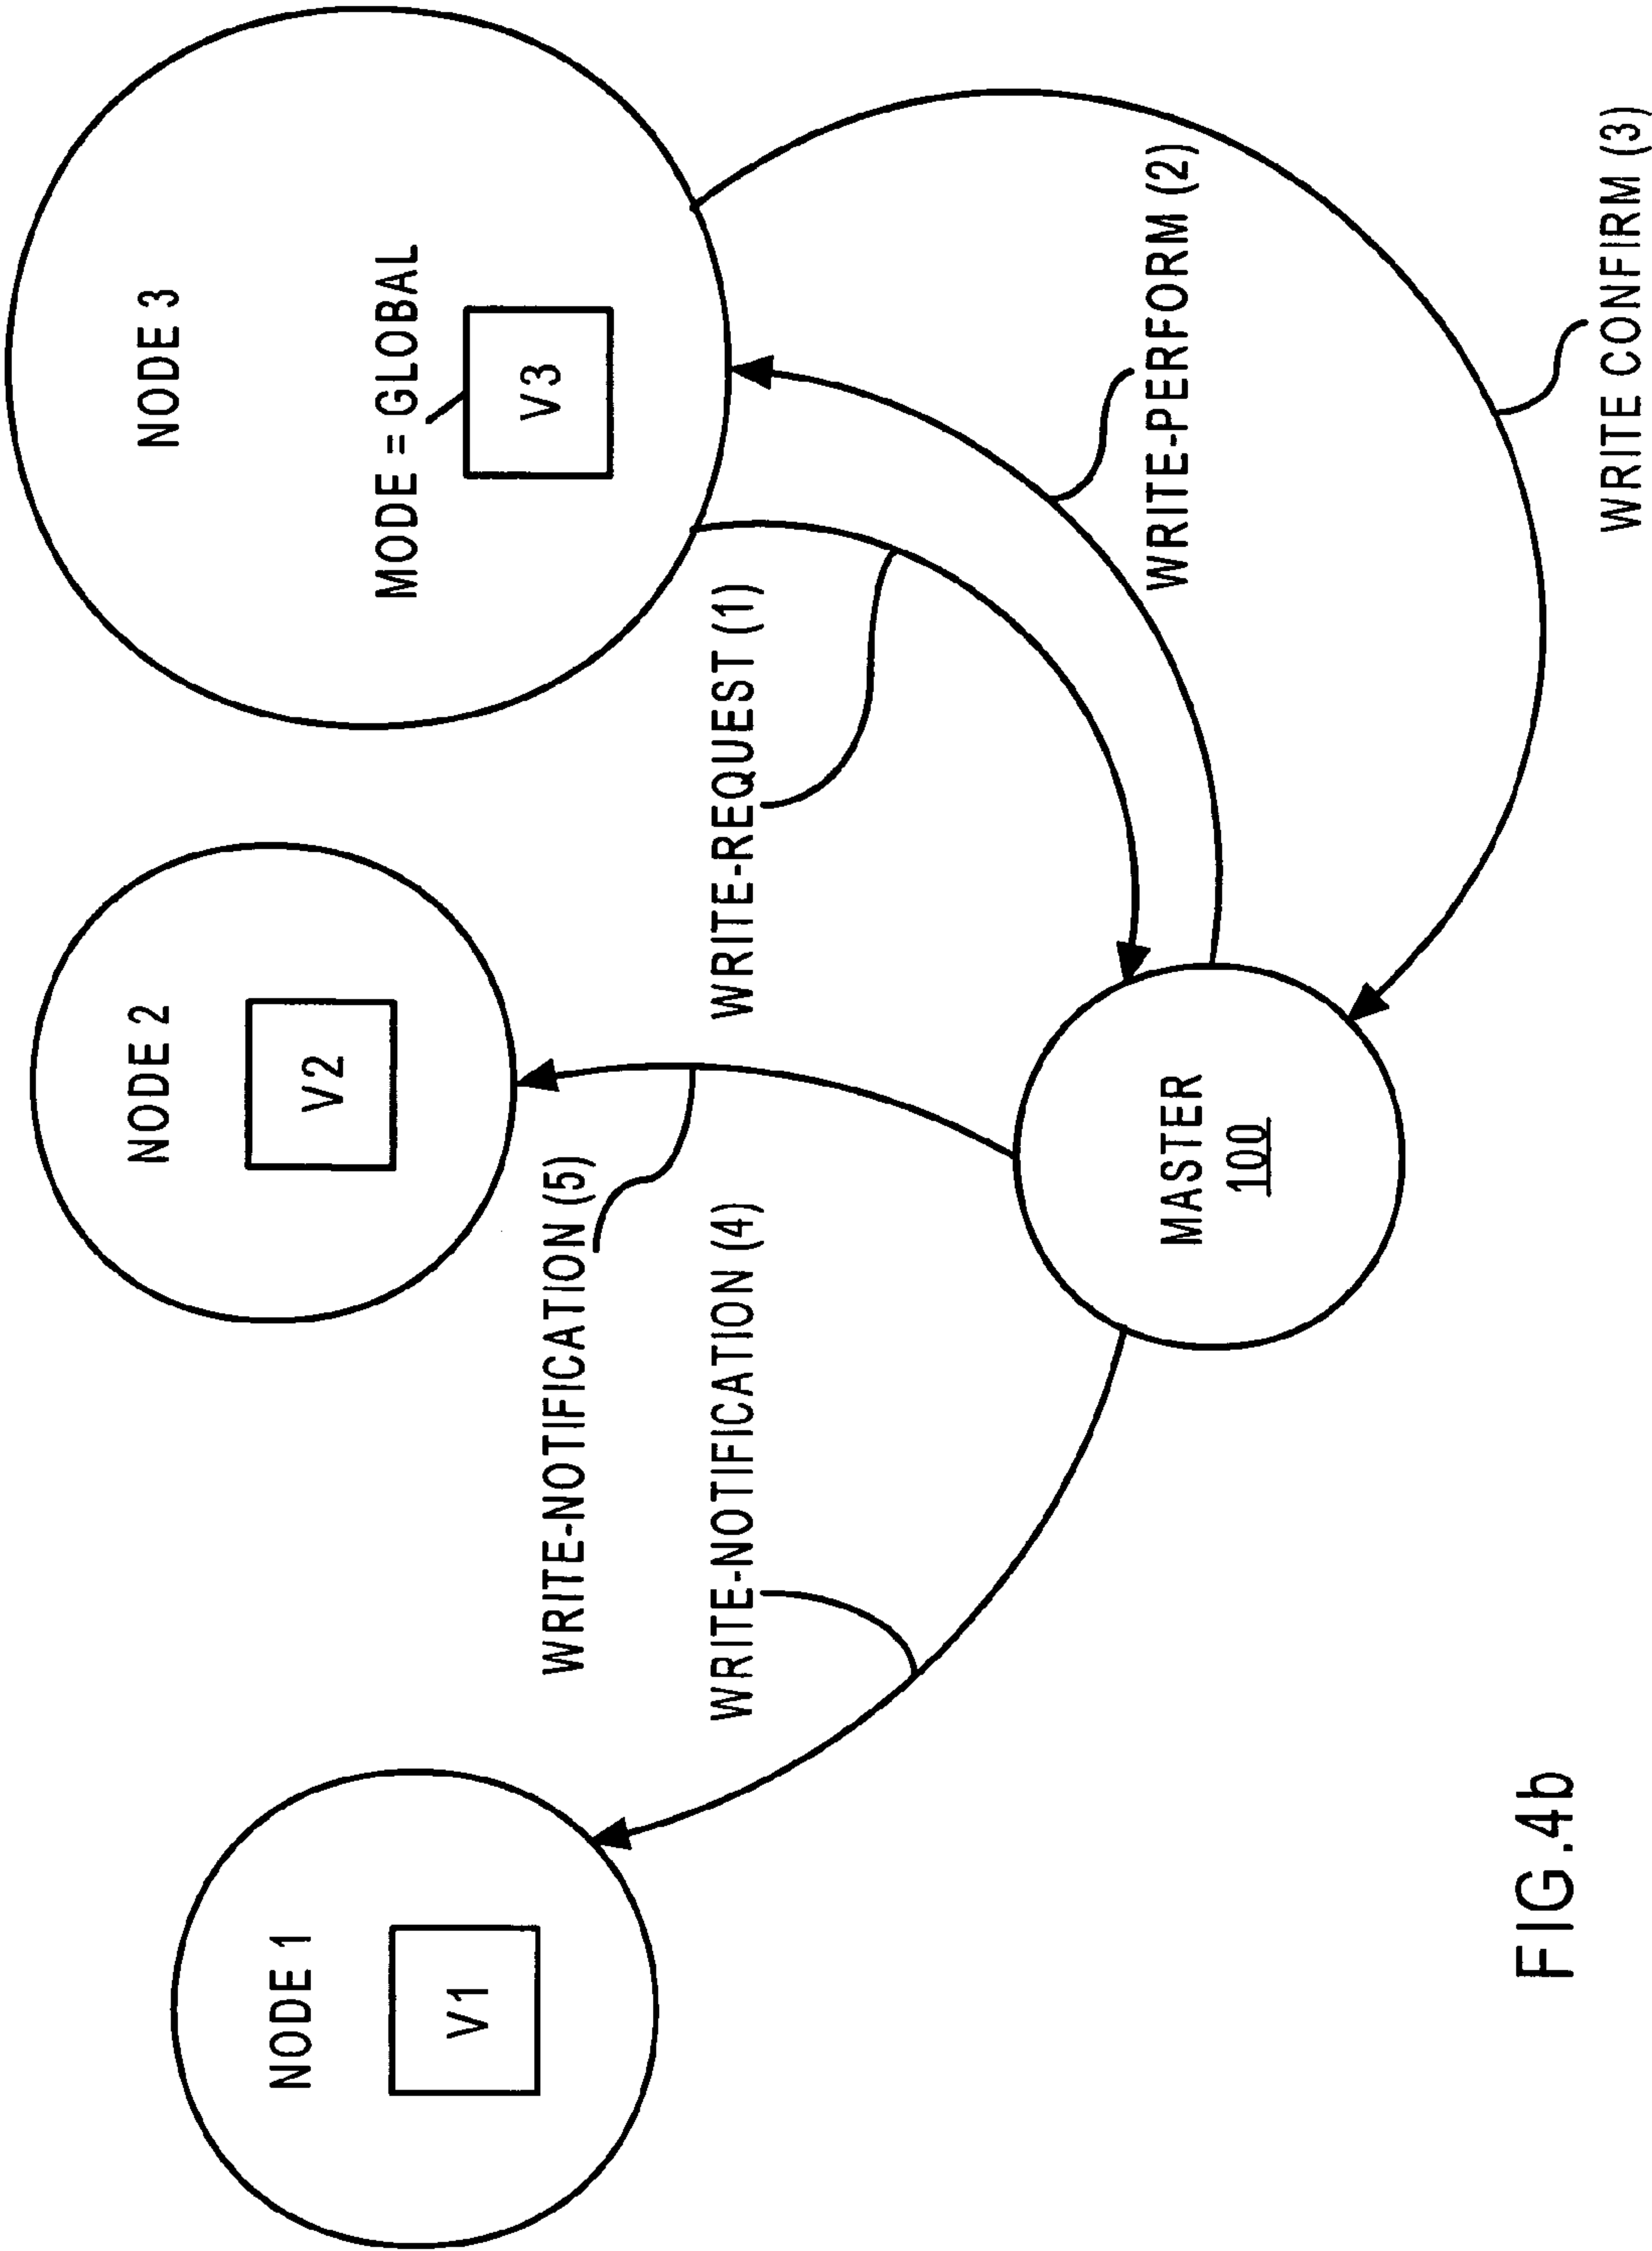 NODE 1
V1
NODE 2
V2
NODE 3
MODE = GLOBAL
V3
WRITE-NOTIFICATION (5)
WRITE-NOTIFICATION (4)
WRITE-REQUEST (1)
WRITE-PERFORM (2)
MASTER
100
WRITE CONFIRM (3)
FIG.4b